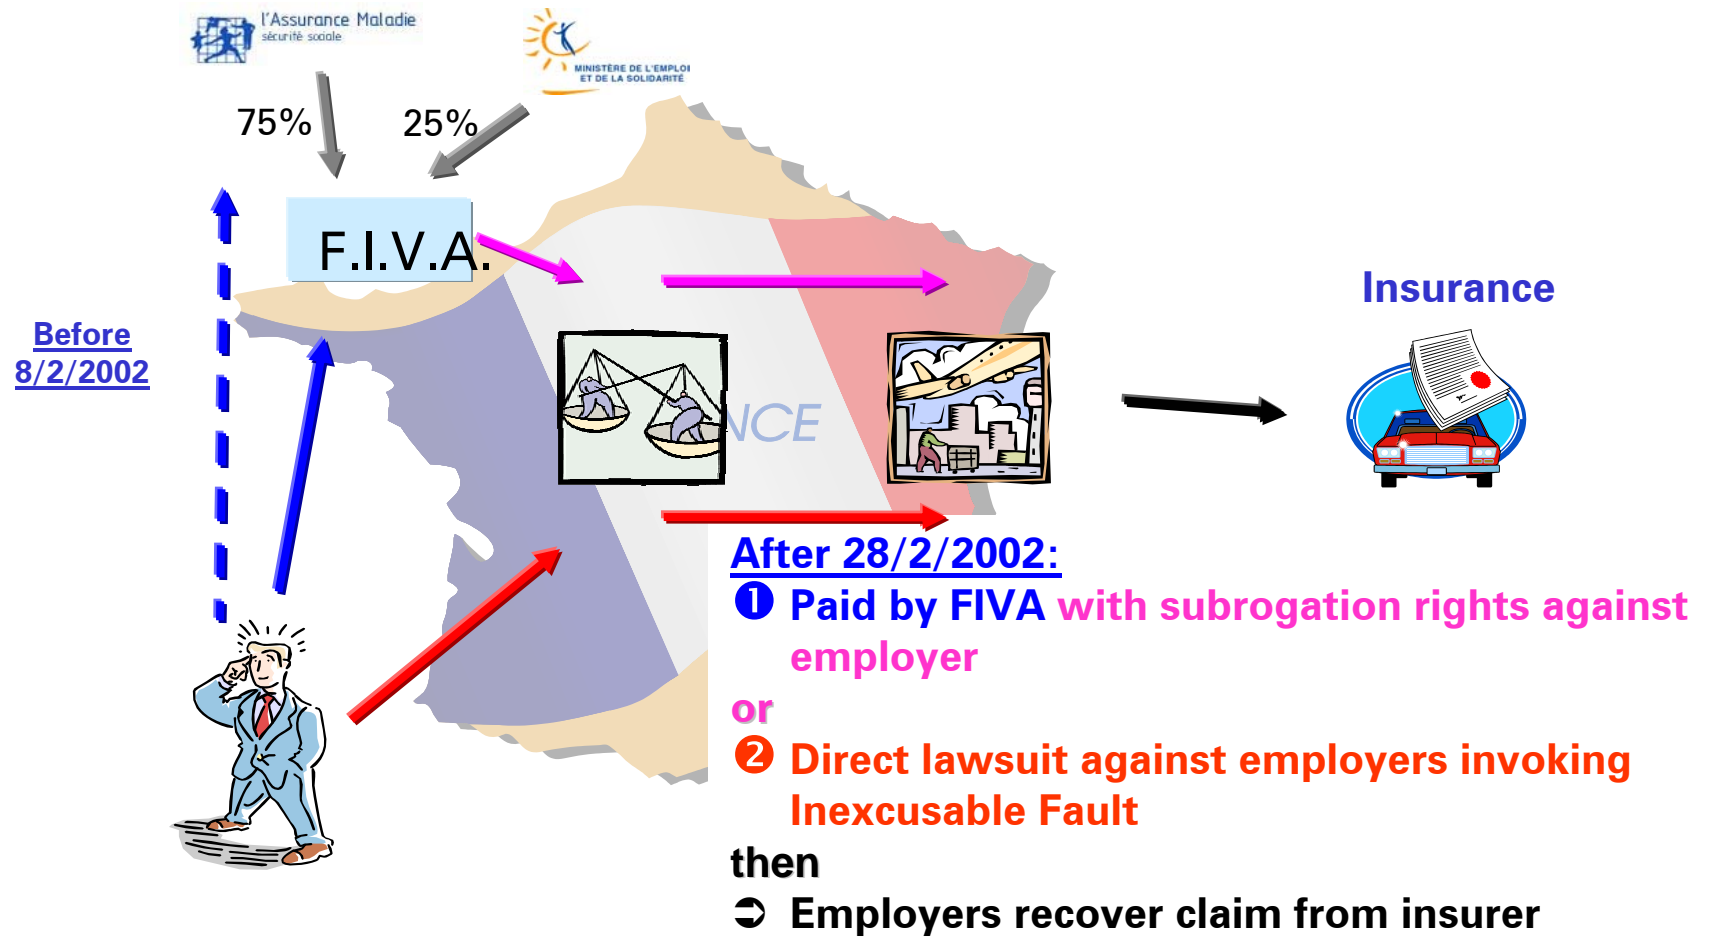 l'Assurance Maladie
sécurité sociale
MINISTÈRE DE L'EMPLOI
ET DE LA SOLIDARITÉ
75%
25%
F.I.V.A.
Before
8/2/2002
Insurance
NCE
After 28/2/2002:
❶ Paid by FIVA with subrogation rights against
employer
or
❷ Direct lawsuit against employers invoking
Inexcusable Fault
then
➲ Employers recover claim from insurer